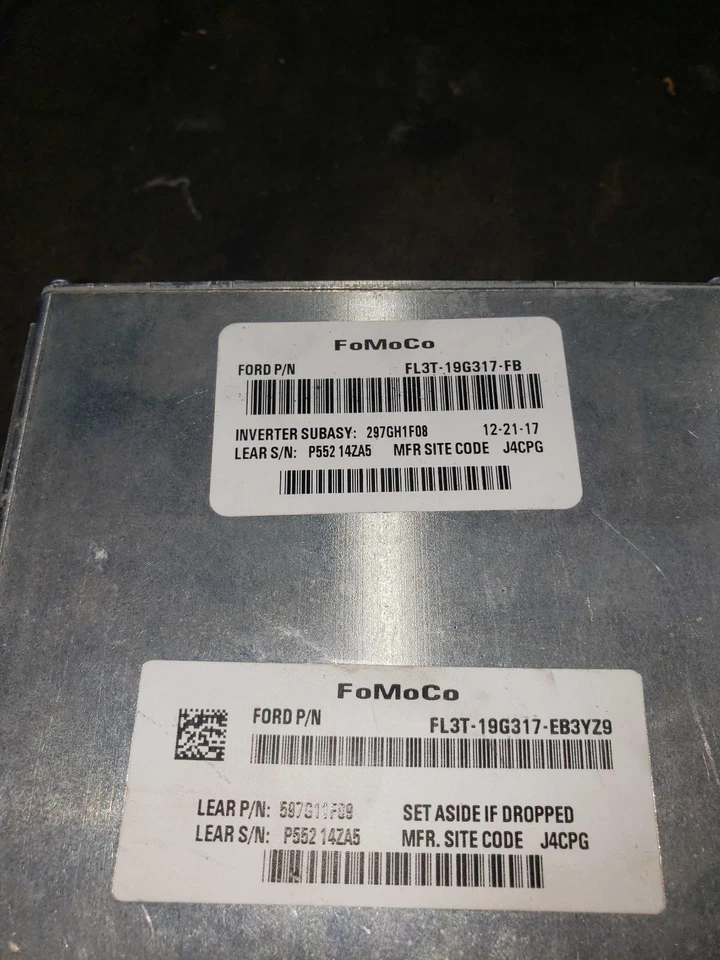 FoMoCo
FORD P/N FL3T-19G317-FB
INVERTER SUBASY: 297GH1F08 12-21-17
LEAR S/N: P552 14ZA5 MFR SITE CODE J4CPG
FoMoCo
FORD P/N FL3T-19G317-EB3YZ9
LEAR P/N: 597G11F09 SET ASIDE IF DROPPED
LEAR S/N: P552 14ZA5 MFR. SITE CODE J4CPG